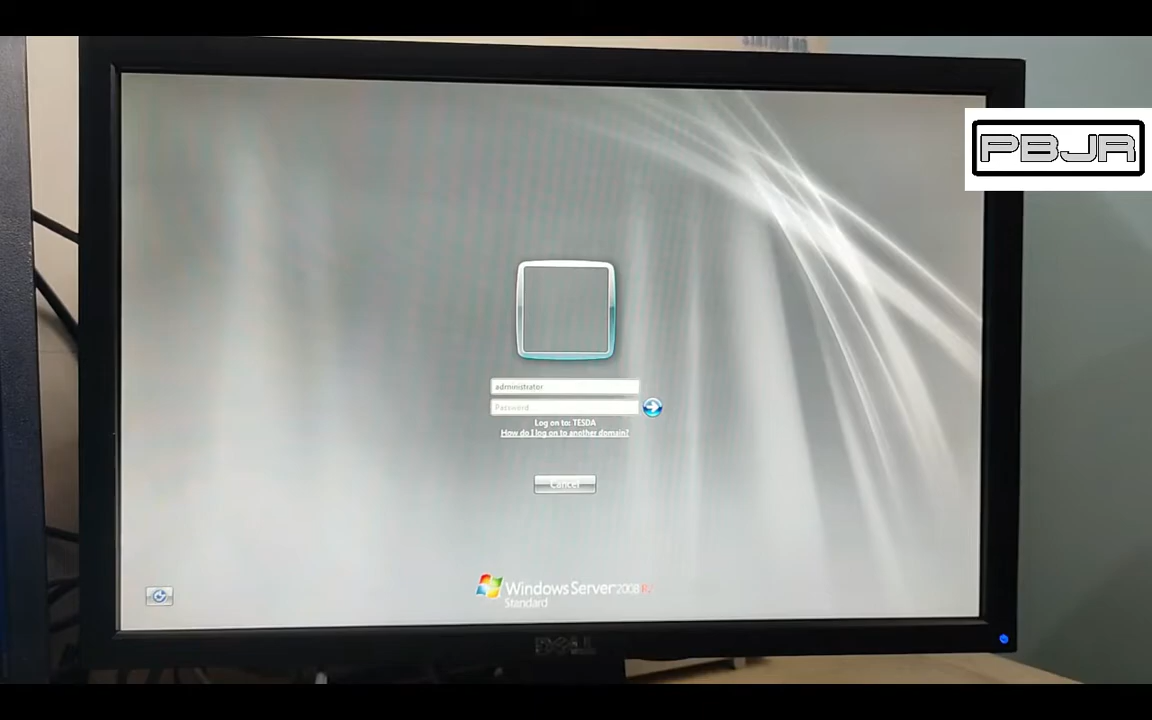 PBJR
administrator
Password
Log on to: TESDA
How do I log on to another domain?
Cancel
Windows Server 2008 R2
Standard
DELL